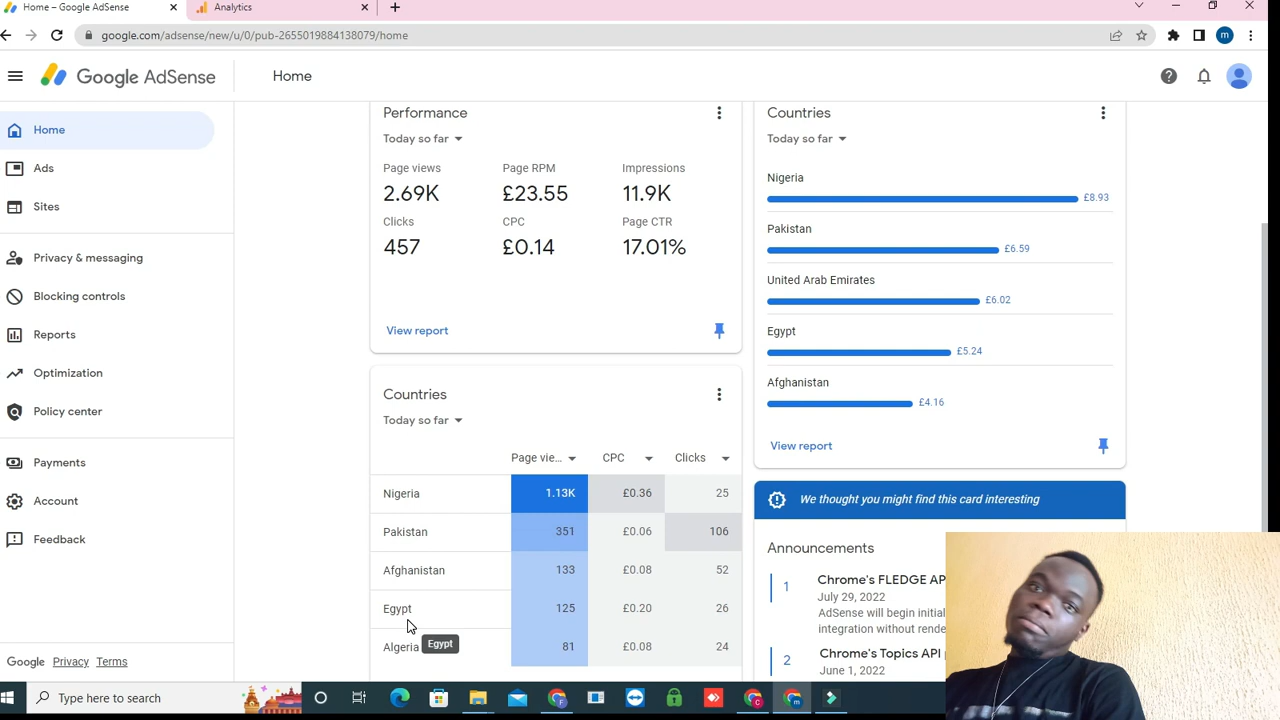 Home – Google AdSense
Analytics
google.com/adsense/new/u/0/pub-2655019884138079/home
m
Google AdSense
Home
Home
Ads
Sites
Privacy & messaging
Blocking controls
Reports
Optimization
Policy center
Payments
Account
Feedback
Google Privacy Terms
Performance
Today so far
Page views Page RPM Impressions
2.69K £23.55 11.9K
Clicks CPC Page CTR
457 £0.14 17.01%
View report
Countries
Today so far
Page vie... CPC Clicks
Nigeria 1.13K £0.36 25
Pakistan 351 £0.06 106
Afghanistan 133 £0.08 52
Egypt 125 £0.20 26
Egypt
Algeria 81 £0.08 24
Countries
Today so far
Nigeria
£8.93
Pakistan
£6.59
United Arab Emirates
£6.02
Egypt
£5.24
Afghanistan
£4.16
View report
We thought you might find this card interesting
Announcements
1 Chrome's FLEDGE AP
July 29, 2022
AdSense will begin initial
integration without rende
2 Chrome's Topics API
June 1, 2022
Type here to search